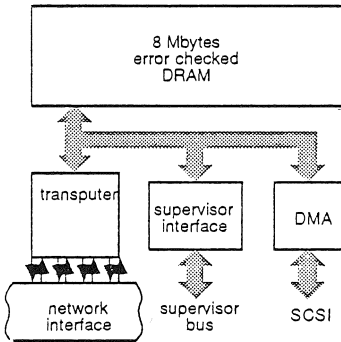 8 Mbytes
error checked
DRAM
transputer
supervisor
interface
DMA
network
interface
supervisor
bus
SCSI